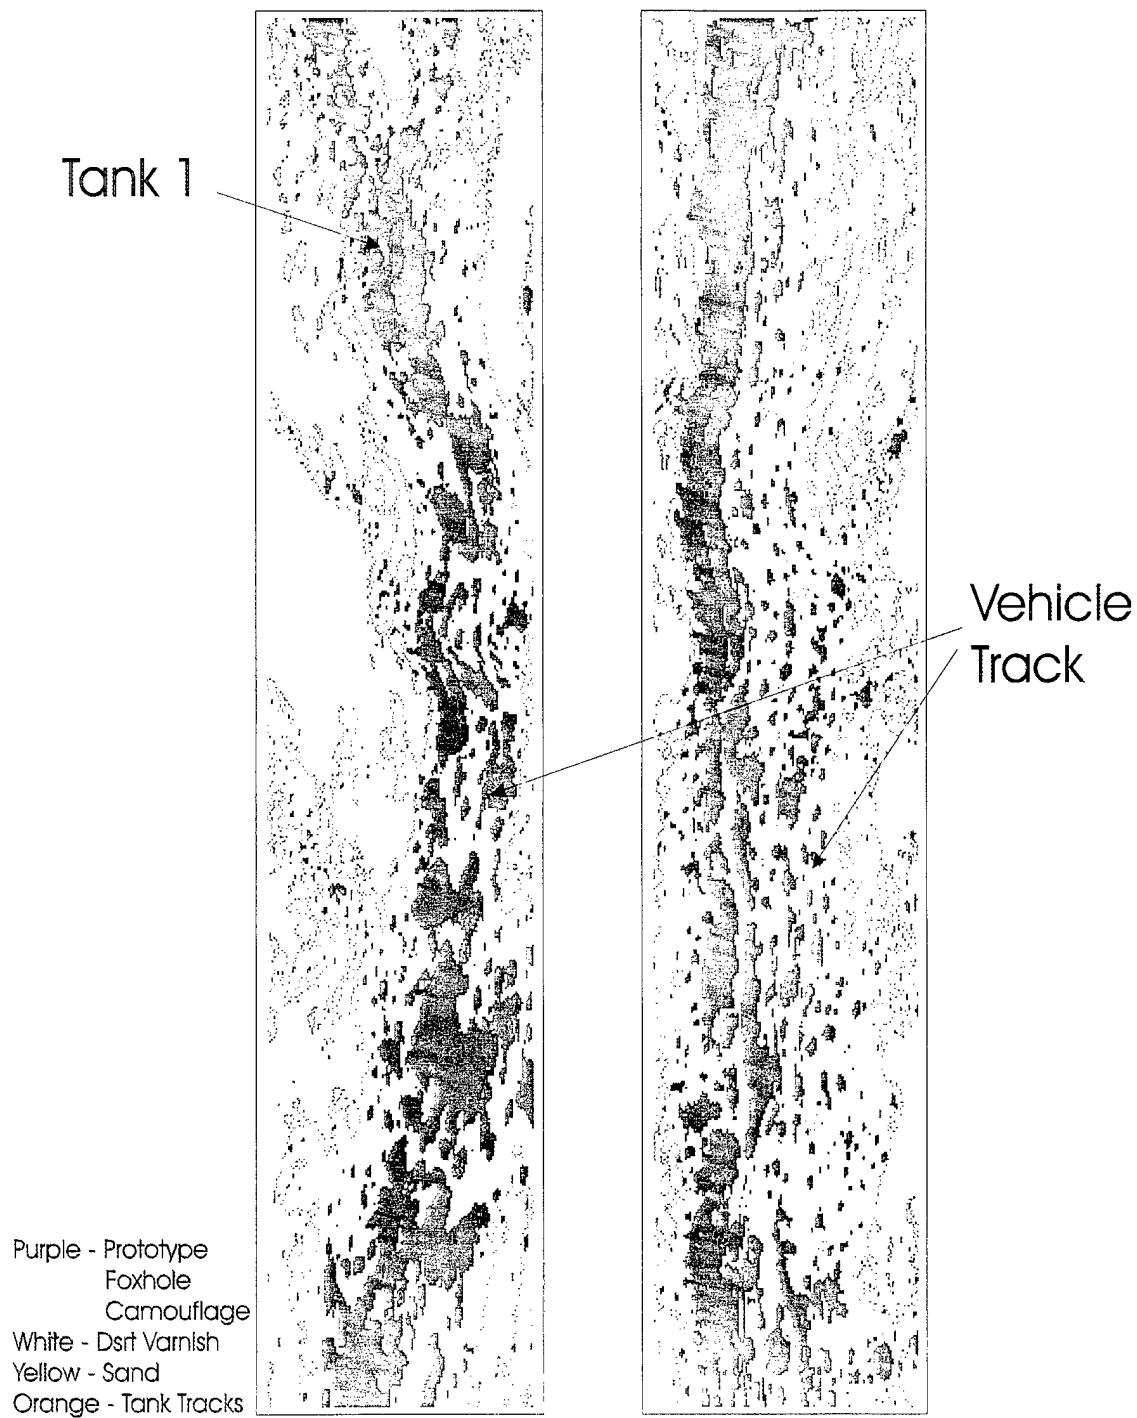 Tank 1
Vehicle
Track
Purple - Prototype
Foxhole
Camouflage
White - Dsrt Varnish
Yellow - Sand
Orange - Tank Tracks